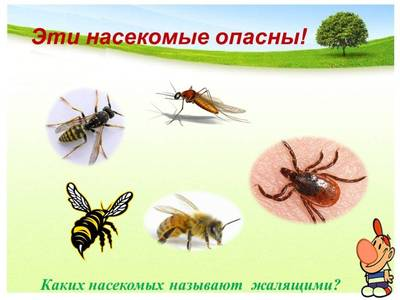 Эти насекомые опасны!
Каких насекомых называют жалящими?